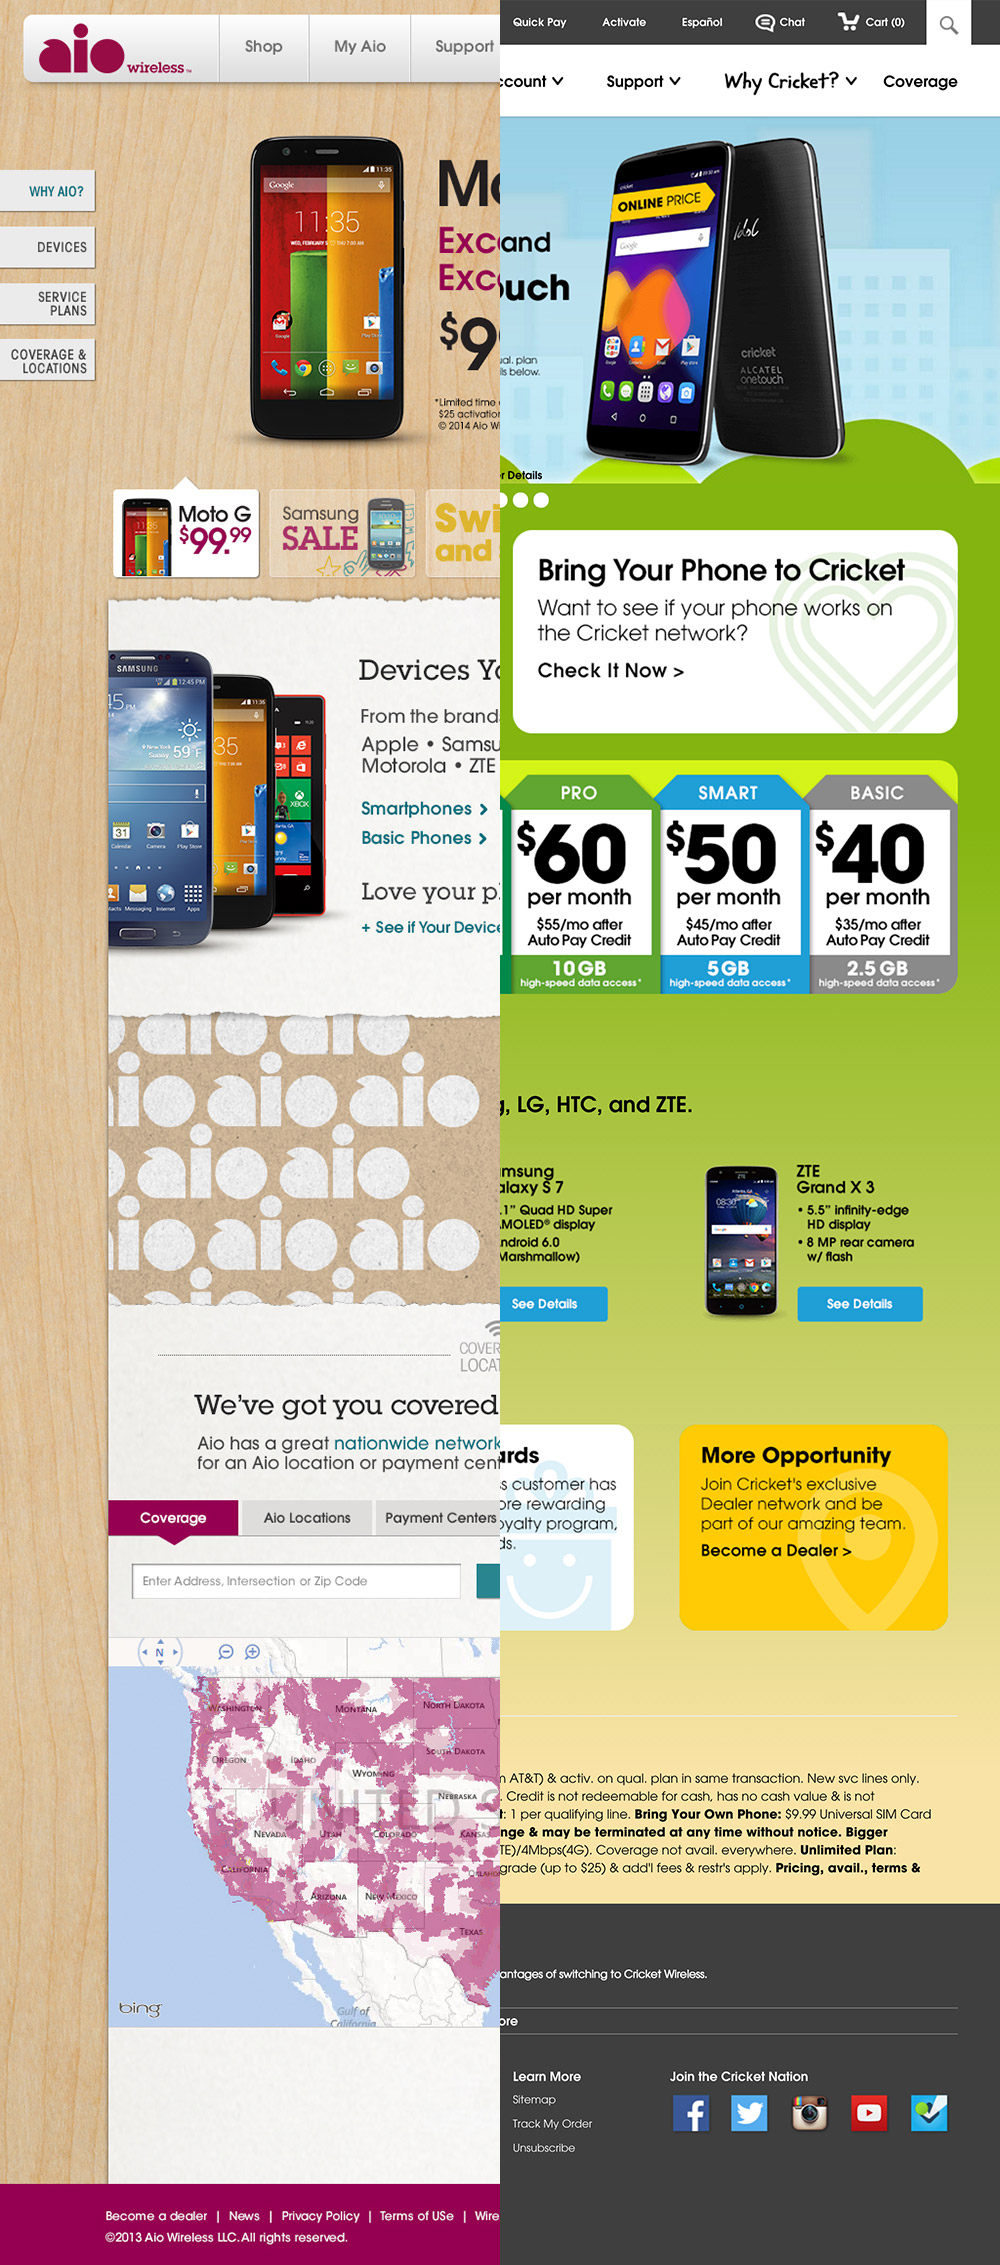 aio wireless™
Shop
My Aio
Support
WHY AIO?
DEVICES
SERVICE
PLANS
COVERAGE &
LOCATIONS
Google
11:35
Exc
Exc
$9
*Limited time
$25 activation
© 2014 Aio Wi
Moto G
$99.99
Samsung
SALE
Swi
and
SAMSUNG
Devices Yo
From the brand
Apple • Samsu
Motorola • ZTE
Smartphones >
Basic Phones >
Love your p
+ See if Your Device
aio aio aio
COVER
LOCAT
We've got you covered
Aio has a great nationwide network
for an Aio location or payment cen
Coverage
Aio Locations
Payment Centers
Enter Address, Intersection or Zip Code
N
WASHINGTON
MONTANA
NORTH DAKOTA
OREGON
IDAHO
SOUTH DAKOTA
WYOMING
NEBRASKA
UNITED S
NEVADA
UTAH
COLORADO
KANSAS
CALIFORNIA
OKLAHO
ARIZONA
NEW MEXICO
TEXAS
bing
Gulf of
California
Become a dealer | News | Privacy Policy | Terms of USe | Wire
©2013 Aio Wireless LLC. All rights reserved.
Quick Pay
Activate
Español
Chat
Cart (0)
ccount
Support
Why Cricket?
Coverage
and
ouch
ual. plan
ils below.
cricket
ONLINE PRICE
Google
idol
cricket
ALCATEL
onetouch
r Details
Bring Your Phone to Cricket
Want to see if your phone works on
the Cricket network?
Check It Now >
PRO
$60
per month
$55/mo after
Auto Pay Credit
10GB
high-speed data access*
SMART
$50
per month
$45/mo after
Auto Pay Credit
5GB
high-speed data access*
BASIC
$40
per month
$35/mo after
Auto Pay Credit
2.5GB
high-speed data access*
g, LG, HTC, and ZTE.
msung
alaxy S 7
.1” Quad HD Super
AMOLED® display
ndroid 6.0
Marshmallow)
See Details
ZTE
Grand X 3
• 5.5” infinity-edge
HD display
• 8 MP rear camera
w/ flash
See Details
ards
s customer has
ore rewarding
oyalty program,
ds.
More Opportunity
Join Cricket's exclusive
Dealer network and be
part of our amazing team.
Become a Dealer >
n AT&T) & activ. on qual. plan in same transaction. New svc lines only.
. Credit is not redeemable for cash, has no cash value & is not
t: 1 per qualifying line. Bring Your Own Phone: $9.99 Universal SIM Card
nge & may be terminated at any time without notice. Bigger
TE)/4Mbps(4G). Coverage not avail. everywhere. Unlimited Plan:
grade (up to $25) & add'l fees & restr's apply. Pricing, avail., terms &
antages of switching to Cricket Wireless.
ore
Learn More
Sitemap
Track My Order
Unsubscribe
Join the Cricket Nation